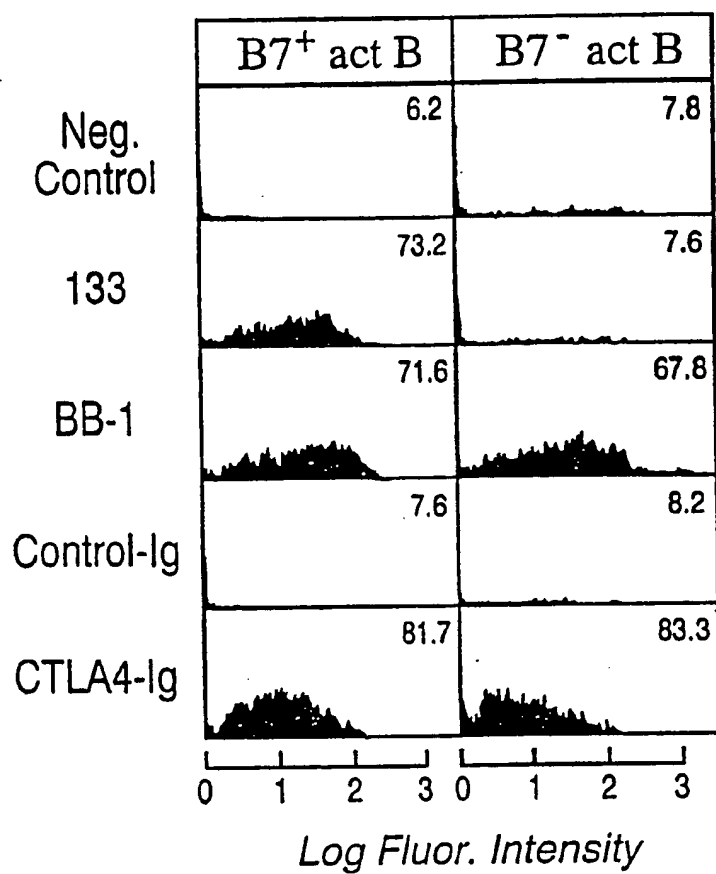 B7+ act B B7- act B
Neg. Control 6.2 7.8
133 73.2 7.6
BB-1 71.6 67.8
Control-Ig 7.6 8.2
CTLA4-Ig 81.7 83.3
0 1 2 3 0 1 2 3
Log Fluor. Intensity